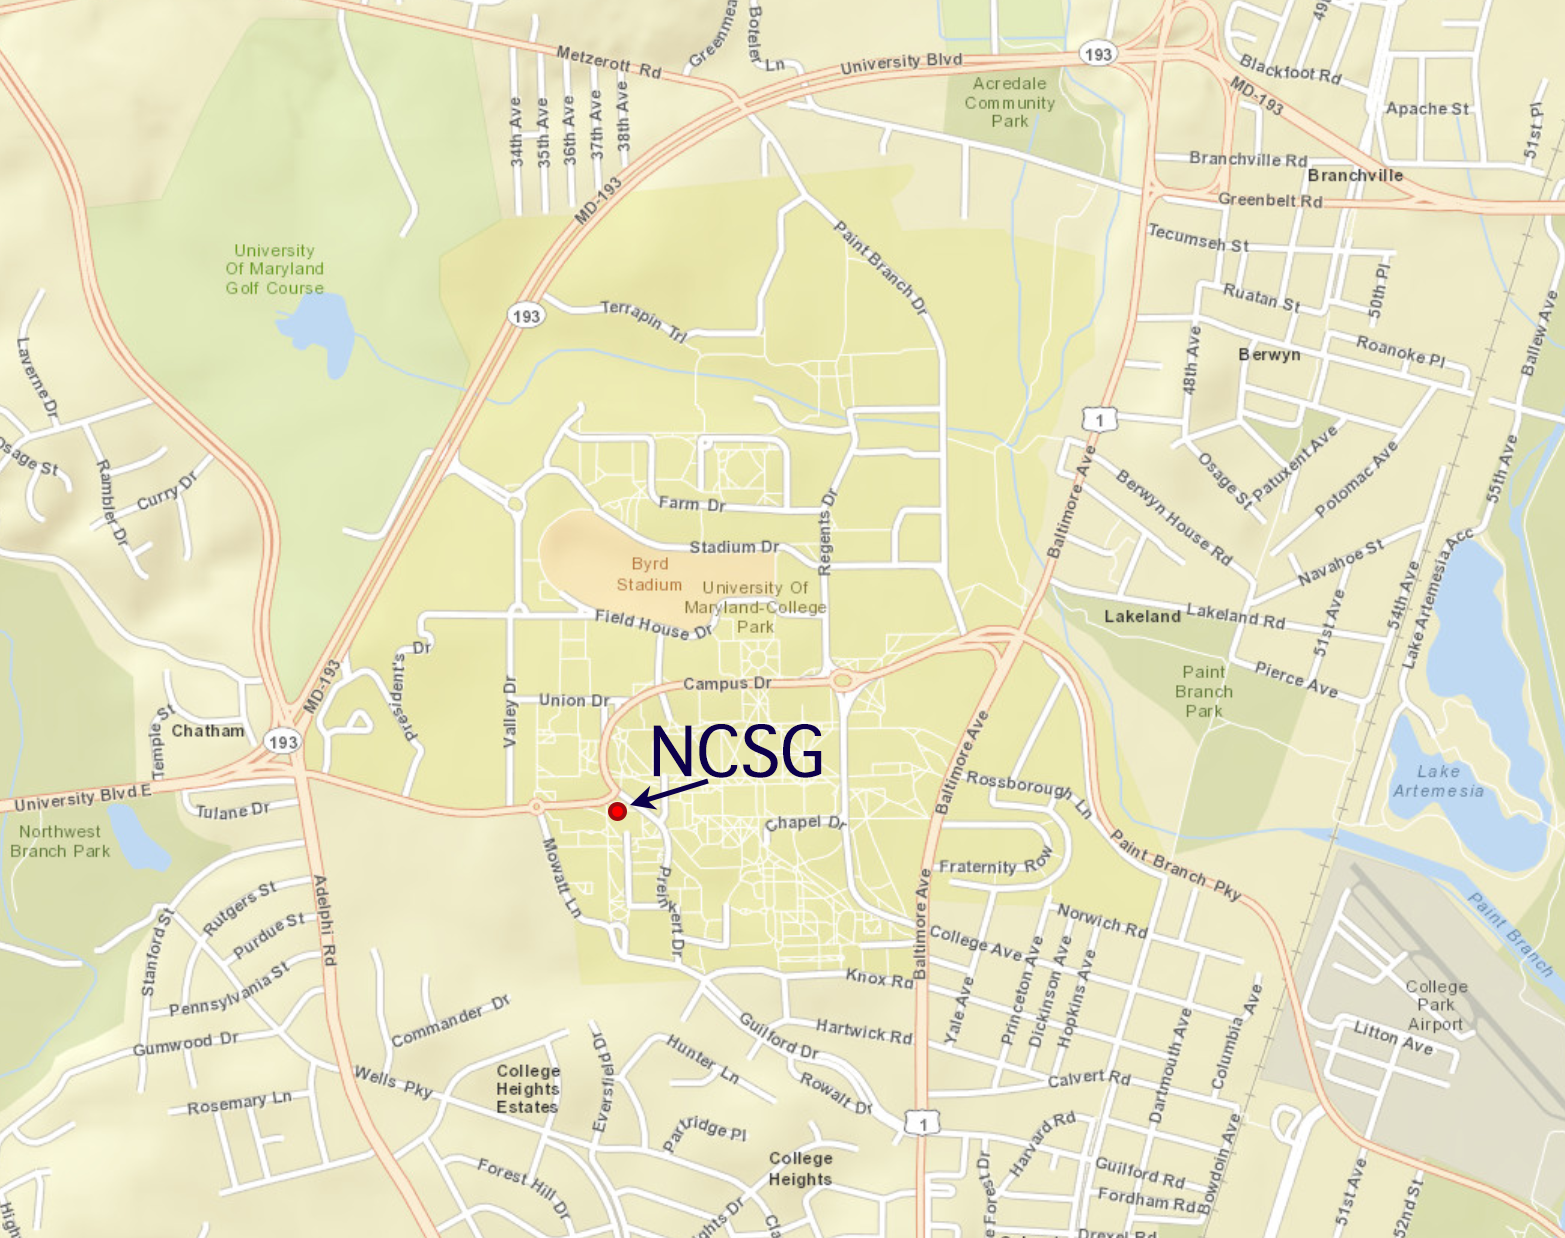 Metzerott Rd
Greenmea
Boteler
Ln
University Blvd
193
49th
Blackfoot Rd
MD-193
Apache St
51st Pl
Acredale
Community
Park
34th Ave
35th Ave
36th Ave
37th Ave
38th Ave
MD-193
Branchville Rd
Branchville
Greenbelt Rd
Tecumseh St
50th Pl
Ruatan St
Ballew Ave
University
Of Maryland
Golf Course
Paint Branch Dr
193
Terrapin Trl
Laverne Dr
48th Ave
Berwyn
Roanoke Pl
1
Osage St
Rambler Dr
Curry Dr
Osage St
Patuxent Ave
Potomac Ave
55th Ave
Baltimore Ave
Berwyn House Rd
Farm Dr
Regents Dr
Stadium Dr
Byrd
Stadium
University Of
Maryland-College
Park
Field House Dr
Navahoe St
Lake Artemesia Acc
54th Ave
51st Ave
Lakeland
Lakeland Rd
Pierce Ave
Paint
Branch
Park
President's Dr
MD-193
Valley Dr
Union Dr
Campus Dr
Temple St
Chatham
193
NCSG
Baltimore Ave
Rossborough Ln
Lake
Artemesia
University Blvd E
Tulane Dr
Northwest
Branch Park
Chapel Dr
Mowatt Ln
Preinkert Dr
Fraternity Row
Paint Branch Pky
Adelphi Rd
Rutgers St
Purdue St
Stanford St
Pennsylvania St
Gumwood Dr
Baltimore Ave
College Ave
Norwich Rd
Paint Branch
Knox Rd
Yale Ave
Princeton Ave
Dickinson Ave
Hopkins Ave
College
Park
Airport
Litton Ave
Commander Dr
Guilford Dr
Hartwick Rd
Hunter Ln
Rowalt Dr
Calvert Rd
Dartmouth Ave
Columbia Ave
Wells Pky
College
Heights
Estates
Eversfield Dr
Rosemary Ln
Partridge Pl
1
Harvard Rd
Bowdoin Ave
College
Heights
Forest Hill Dr
Guilford Rd
Fordham Rd
e Forest Dr
Drexel Rd
51st Ave
52nd St
High
ghts Dr
Cla